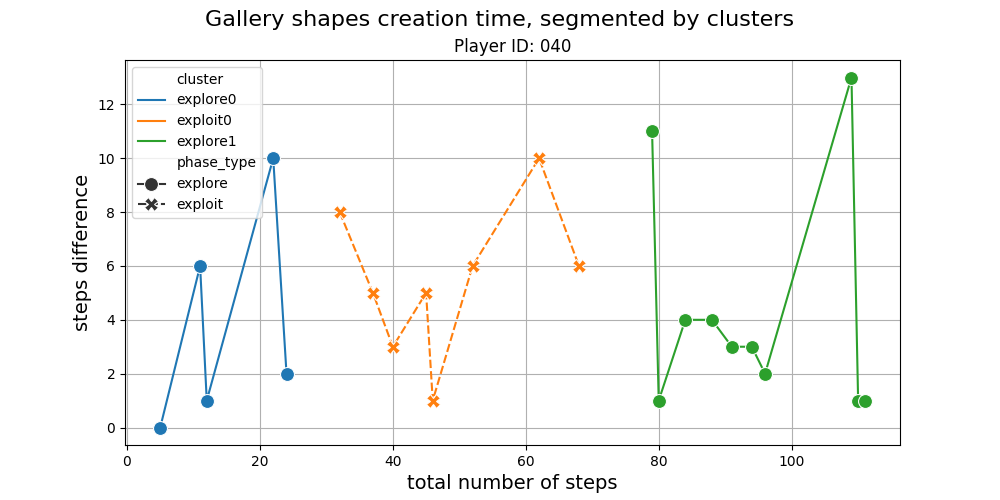 Gallery shapes creation time, segmented by clusters
Player ID: 040
cluster
explore0
exploit0
explore1
phase_type
explore
exploit
steps difference
12
10
8
6
4
2
0
0 20 40 60 80 100
total number of steps